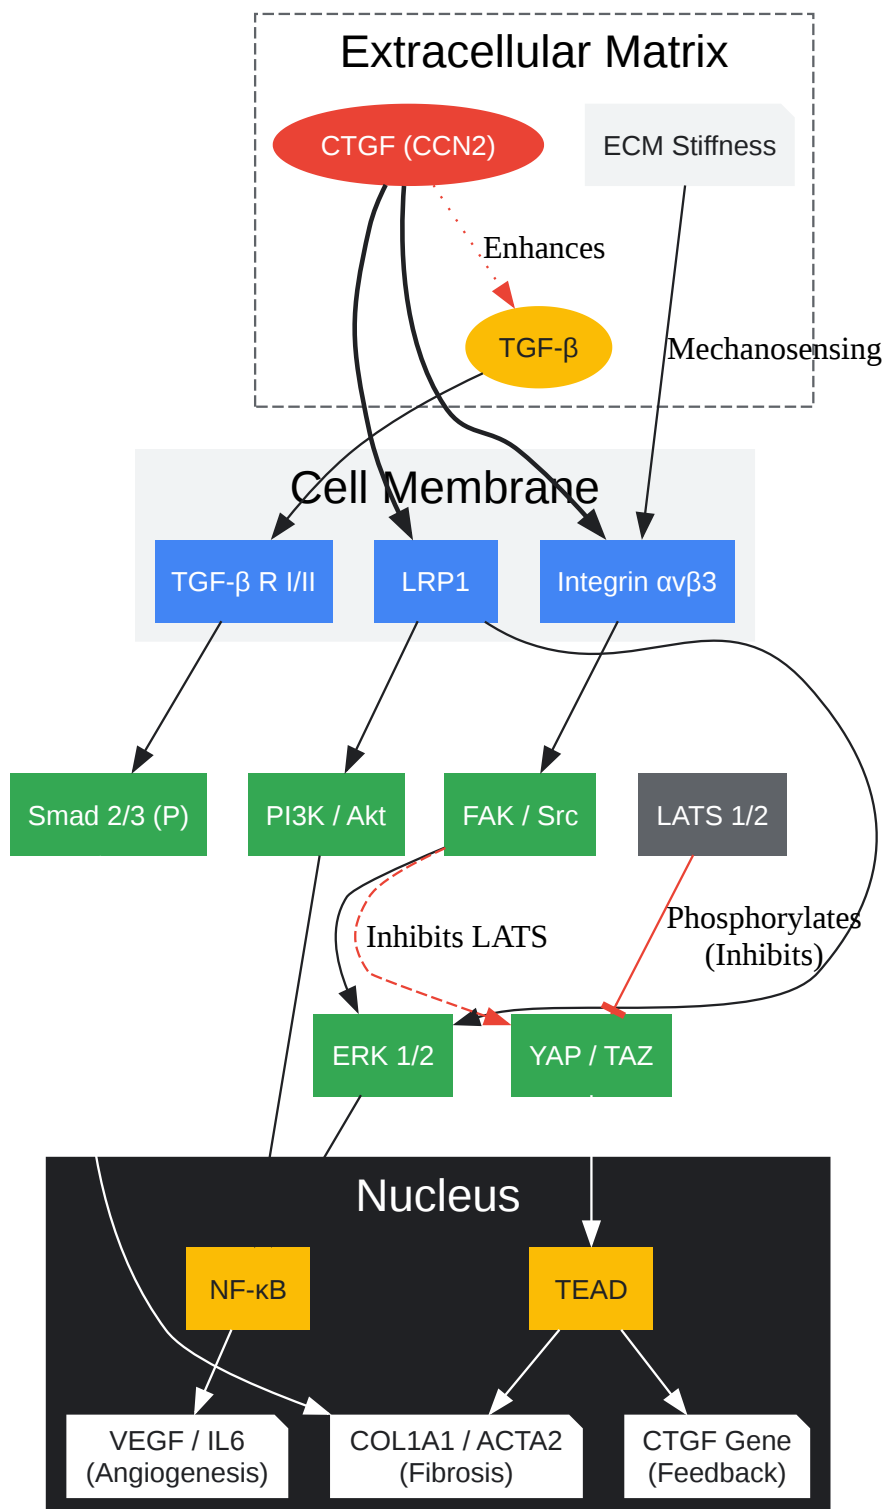 Extracellular Matrix
CTGF (CCN2)
ECM Stiffness
Enhances
TGF-β
Mechanosensing
Cell Membrane
TGF-β R I/II
LRP1
Integrin αvβ3
Smad 2/3 (P)
PI3K / Akt
FAK / Src
LATS 1/2
Inhibits LATS
Phosphorylates
(Inhibits)
ERK 1/2
YAP / TAZ
Nucleus
NF-κB
TEAD
VEGF / IL6
(Angiogenesis)
COL1A1 / ACTA2
(Fibrosis)
CTGF Gene
(Feedback)